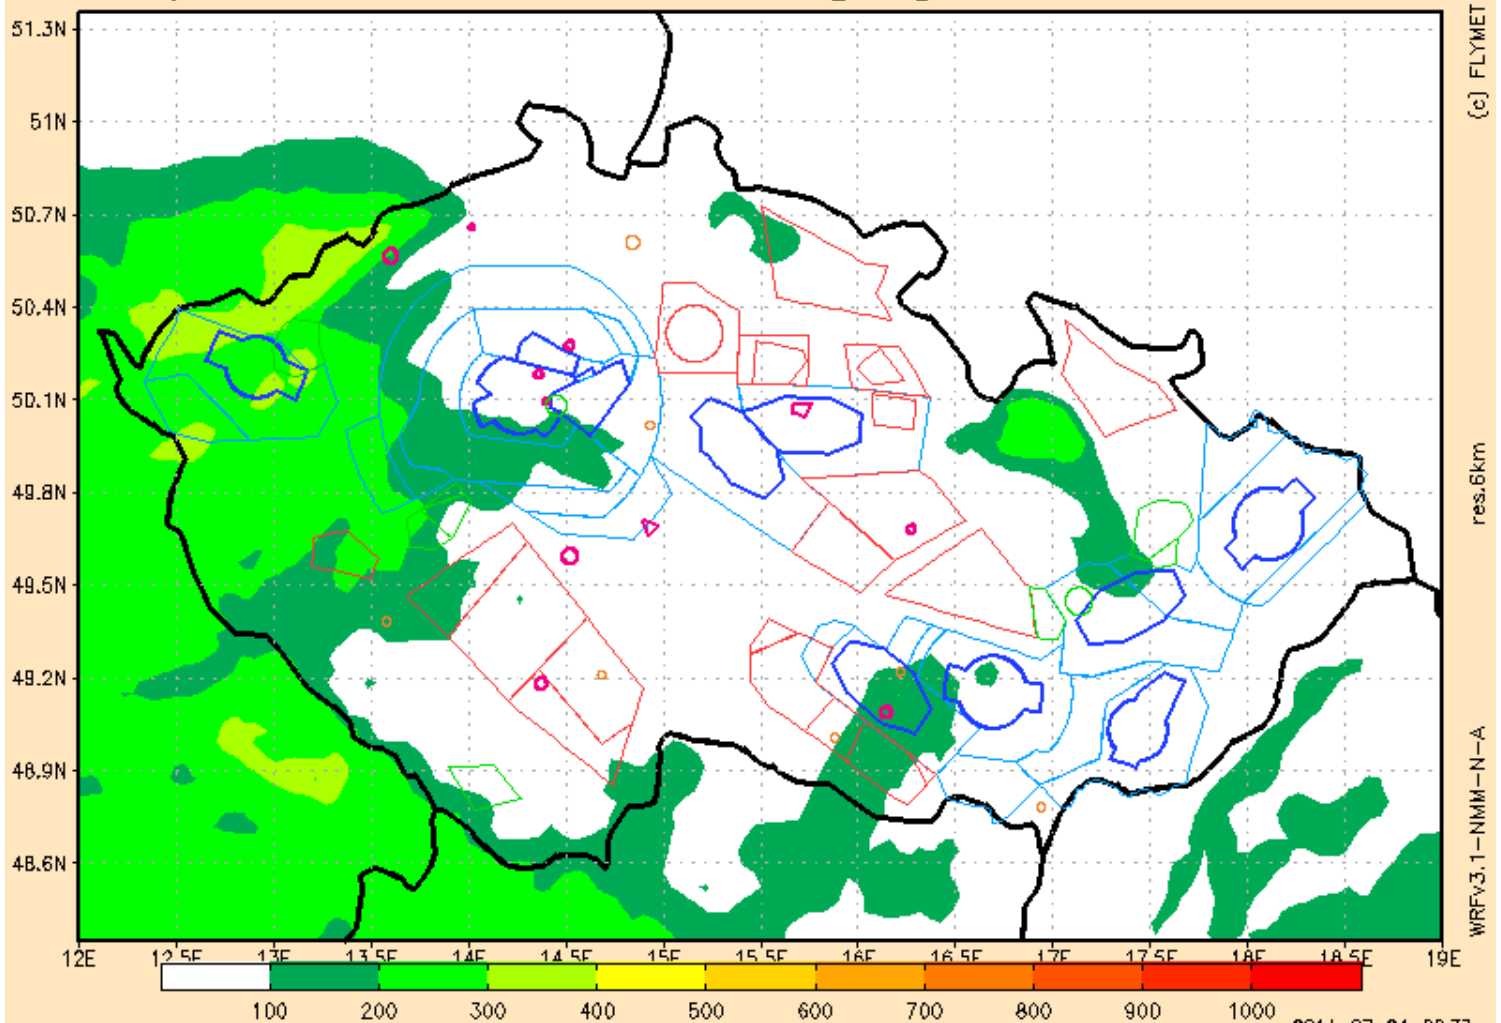 51.3N
51N
50.7N
50.4N
50.1N
49.8N
49.5N
49.2N
48.9N
48.6N
12E 12.5E 13E 13.5E 14E 14.5E 15E 15.5E 16E 16.5E 17E 17.5E 18E 18.5E 19E
100 200 300 400 500 600 700 800 900 1000
(c) FLYMET
res.6km
WRFv3.1-NMM-N-A